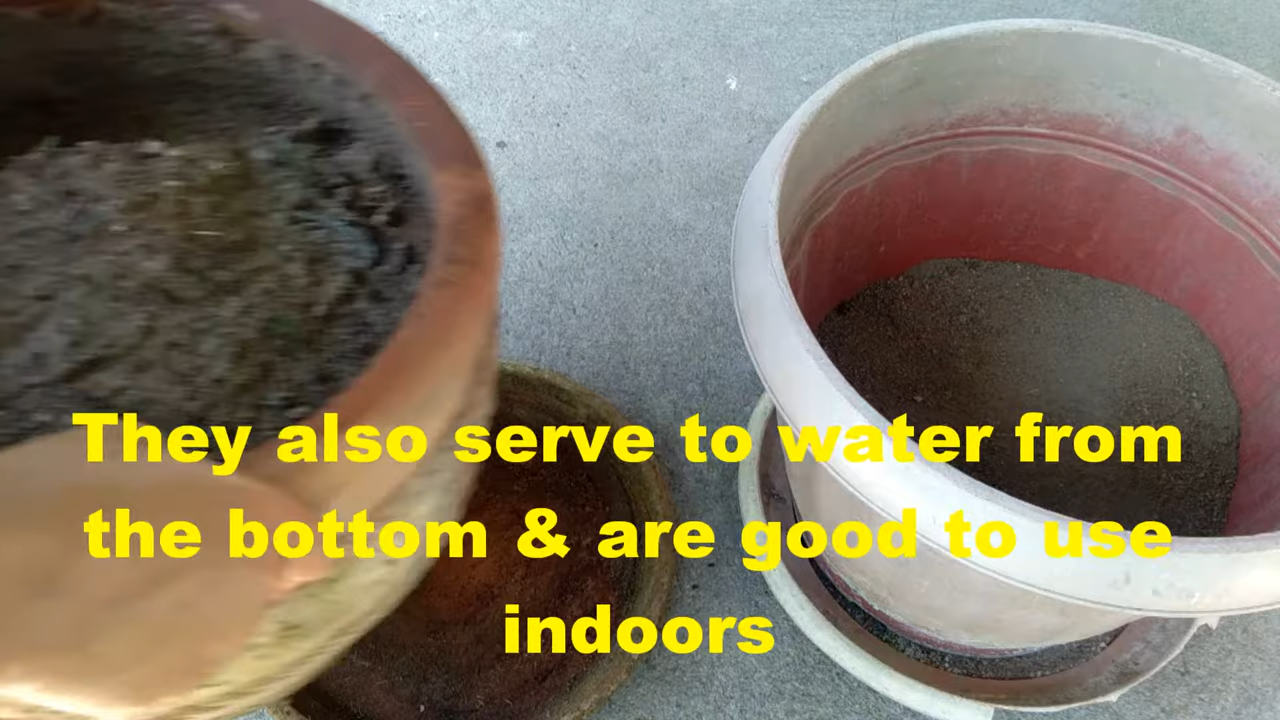 They also serve to water from
the bottom & are good to use
indoors